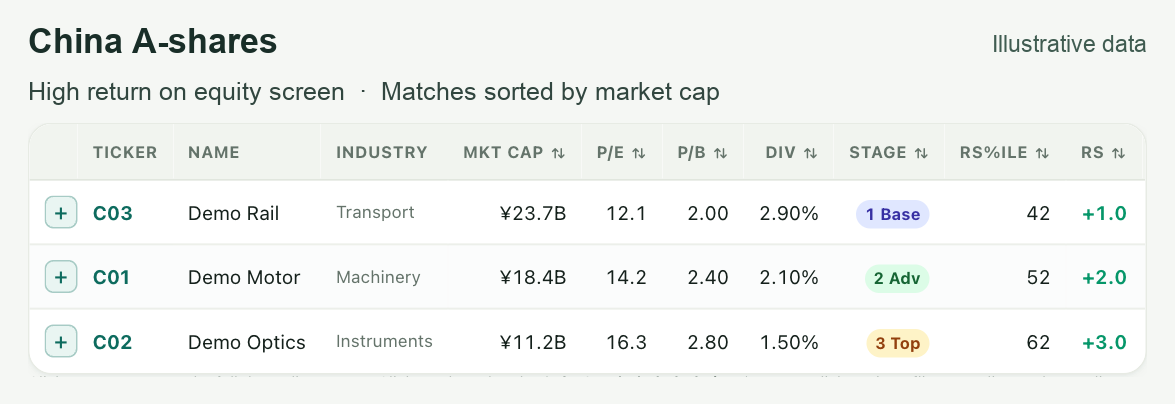 China A-shares
Illustrative data
High return on equity screen · Matches sorted by market cap
TICKER NAME INDUSTRY MKT CAP ⇅ P/E ⇅ P/B ⇅ DIV ⇅ STAGE ⇅ RS%ILE ⇅ RS ⇅
+ C03 Demo Rail Transport ¥23.7B 12.1 2.00 2.90% 1 Base 42 +1.0
+ C01 Demo Motor Machinery ¥18.4B 14.2 2.40 2.10% 2 Adv 52 +2.0
+ C02 Demo Optics Instruments ¥11.2B 16.3 2.80 1.50% 3 Top 62 +3.0